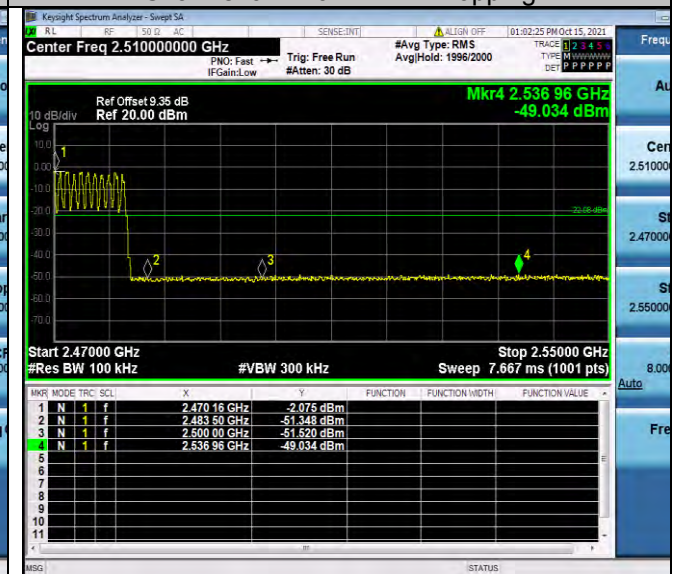 Keysight Spectrum Analyzer - Swept SA
RL RF 50 Ω AC SENSE:INT ALIGN OFF 01:02:25 PM Oct 15, 2021
Center Freq 2.510000000 GHz
PNO: Fast
IFGain:Low
Trig: Free Run
#Atten: 30 dB
#Avg Type: RMS
Avg|Hold: 1996/2000
TRACE 1 2 3 4 5 6
TYPE M
DET P P P P P P
Ref Offset 9.35 dB
10 dB/div Ref 20.00 dBm
Log
Mkr4 2.536 96 GHz
-49.034 dBm
10.0
0.00
-10.0
-20.0
-30.0
-40.0
-50.0
-60.0
-70.0
1
2
3
4
-22.08 dBm
Start 2.47000 GHz Stop 2.55000 GHz
#Res BW 100 kHz #VBW 300 kHz Sweep 7.667 ms (1001 pts)
MKR MODE TRC SCL X Y FUNCTION FUNCTION WIDTH FUNCTION VALUE
1 N 1 f 2.470 16 GHz -2.075 dBm
2 N 1 f 2.483 50 GHz -51.348 dBm
3 N 1 f 2.500 00 GHz -51.520 dBm
4 N 1 f 2.536 96 GHz -49.034 dBm
5
6
7
8
9
10
11
MSG STATUS
Frequ
Au
Cen
2.51000
St
2.47000
St
2.55000
8.000
Auto
Fre